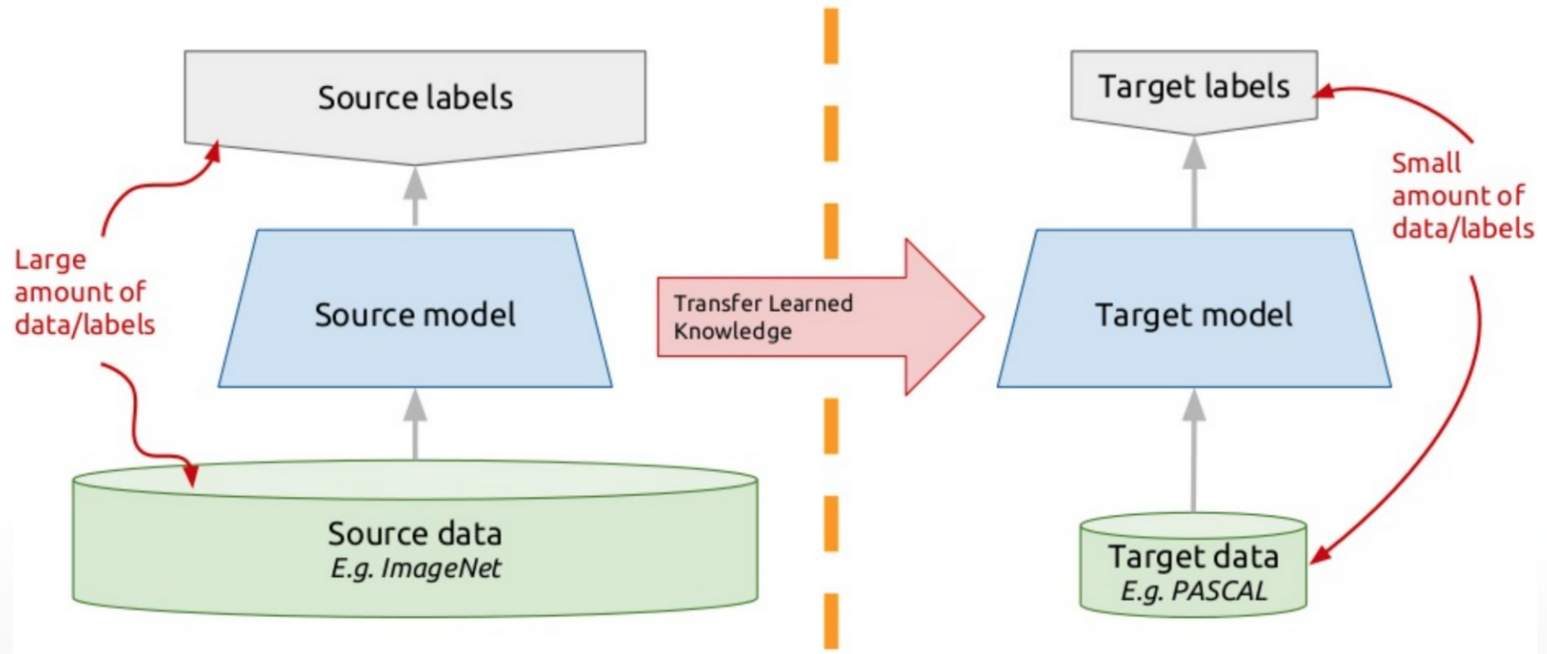 Source labels
Large
amount of
data/labels
Source model
Source data
E.g. ImageNet
Transfer Learned
Knowledge
Target labels
Small
amount of
data/labels
Target model
Target data
E.g. PASCAL